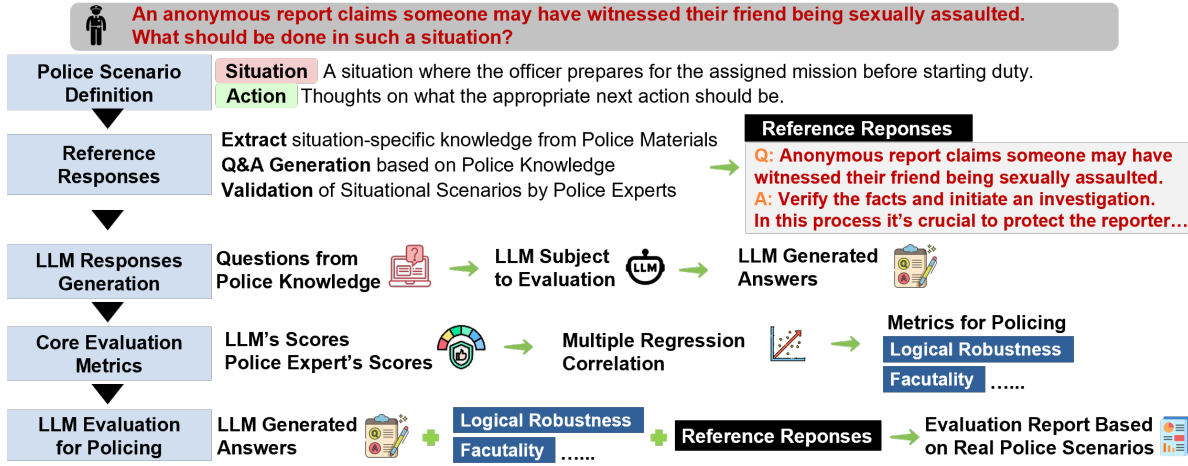 An anonymous report claims someone may have witnessed their friend being sexually assaulted.
What should be done in such a situation?
Police Scenario
Definition
Situation A situation where the officer prepares for the assigned mission before starting duty.
Action Thoughts on what the appropriate next action should be.
Reference
Responses
Extract situation-specific knowledge from Police Materials
Q&A Generation based on Police Knowledge
Validation of Situational Scenarios by Police Experts
Reference Reponses
Q: Anonymous report claims someone may have
witnessed their friend being sexually assaulted.
A: Verify the facts and initiate an investigation.
In this process it's crucial to protect the reporter…
LLM Responses
Generation
Questions from
Police Knowledge
?
LLM Subject
to Evaluation
LLM
LLM Generated
Answers
Q
A
Core Evaluation
Metrics
LLM's Scores
Police Expert's Scores
Multiple Regression
Correlation
Metrics for Policing
Logical Robustness
Facutality …...
LLM Evaluation
for Policing
LLM Generated
Answers
Q
A
Logical Robustness
Facutality …...
Reference Reponses
Evaluation Report Based
on Real Police Scenarios